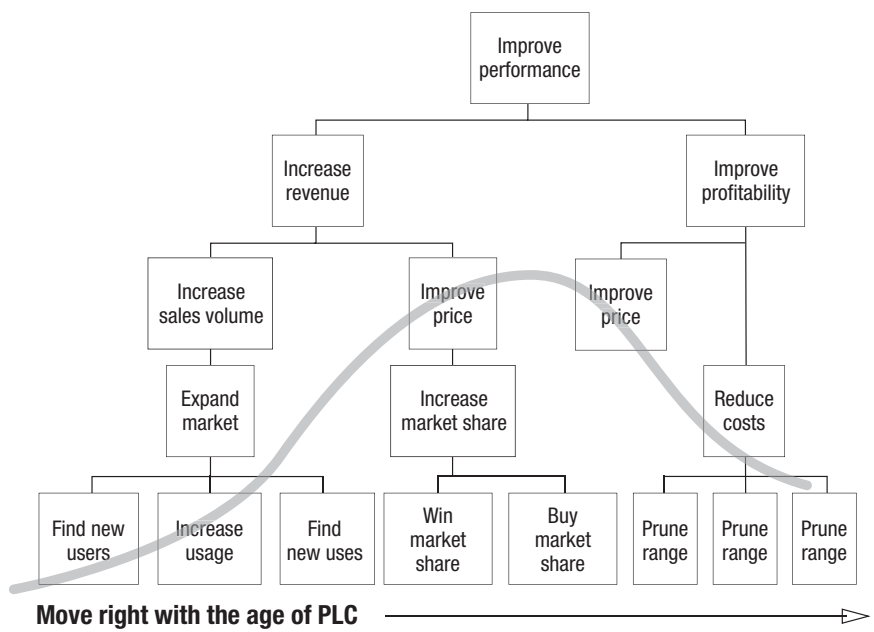 Improve
performance
Increase
revenue
Improve
profitability
Increase
sales volume
Improve
price
Improve
price
Expand
market
Increase
market share
Reduce
costs
Find new
users
Increase
usage
Find
new uses
Win
market
share
Buy
market
share
Prune
range
Prune
range
Prune
range
Move right with the age of PLC